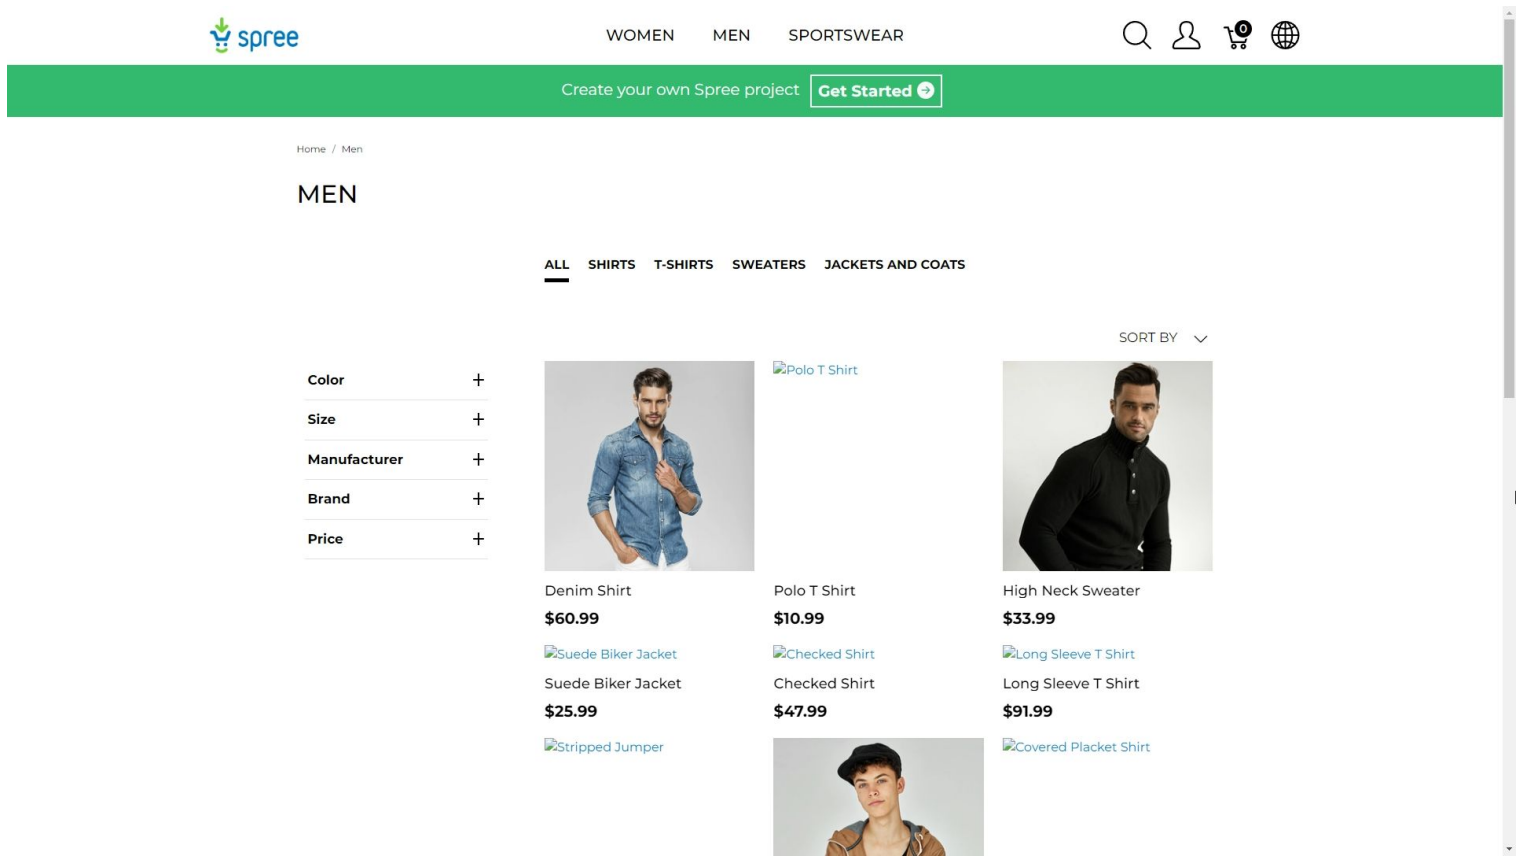 spree
WOMEN MEN SPORTSWEAR
0
Create your own Spree project Get Started
Home / Men
MEN
ALL SHIRTS T-SHIRTS SWEATERS JACKETS AND COATS
SORT BY
Color +
Size +
Manufacturer +
Brand +
Price +
Polo T Shirt
Denim Shirt Polo T Shirt High Neck Sweater
$60.99 $10.99 $33.99
Suede Biker Jacket Checked Shirt Long Sleeve T Shirt
Suede Biker Jacket Checked Shirt Long Sleeve T Shirt
$25.99 $47.99 $91.99
Stripped Jumper Covered Placket Shirt